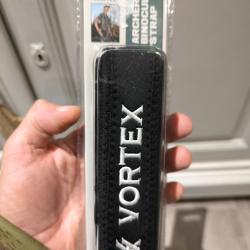 ARCHER
BINOCU
STRAP
VORTEX